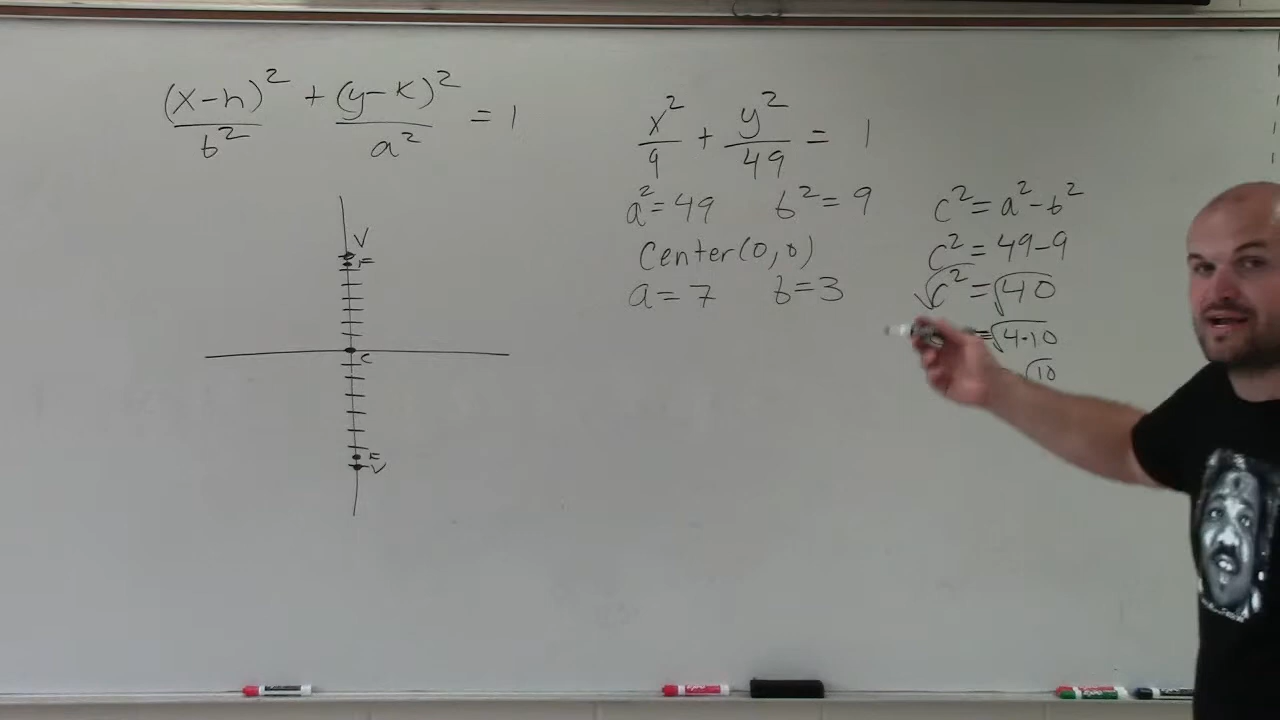 (x-h)² + (y-k)² = 1
b² a²
x² + y² = 1
9 49
a² = 49 b² = 9
Center (0,0)
a = 7 b = 3
c² = a² - b²
c² = 49 - 9
√c² = √40
= √4·10
√10
V
F
C
F
V